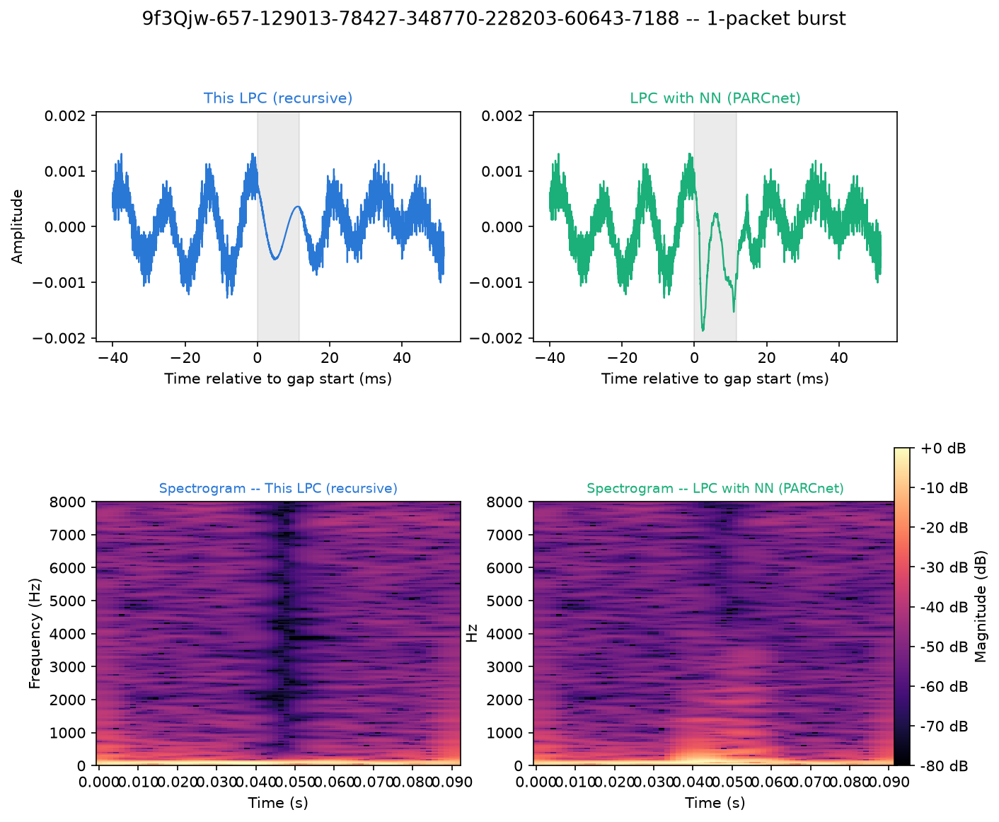 9f3Qjw-657-129013-78427-348770-228203-60643-7188 -- 1-packet burst
This LPC (recursive)
LPC with NN (PARCnet)
0.002
0.001
0.000
−0.001
−0.002
Amplitude
−40
−20
0
20
40
Time relative to gap start (ms)
0.002
0.001
0.000
−0.001
−0.002
−40
−20
0
20
40
Time relative to gap start (ms)
Spectrogram -- This LPC (recursive)
Spectrogram -- LPC with NN (PARCnet)
8000
7000
6000
5000
4000
3000
2000
1000
0
Frequency (Hz)
0.000
0.010
0.020
0.030
0.040
0.050
0.060
0.070
0.080
0.090
Time (s)
8000
7000
6000
5000
4000
3000
2000
1000
0
Hz
0.000
0.010
0.020
0.030
0.040
0.050
0.060
0.070
0.080
0.090
Time (s)
+0 dB
-10 dB
-20 dB
-30 dB
-40 dB
-50 dB
-60 dB
-70 dB
-80 dB
Magnitude (dB)